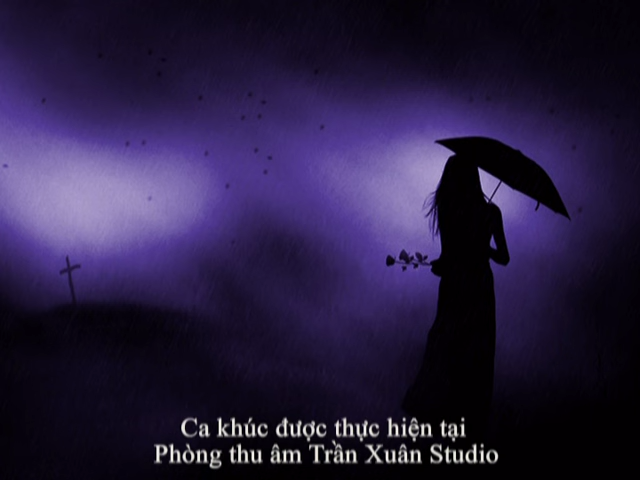 Ca khúc được thực hiện tại
Phòng thu âm Trần Xuân Studio